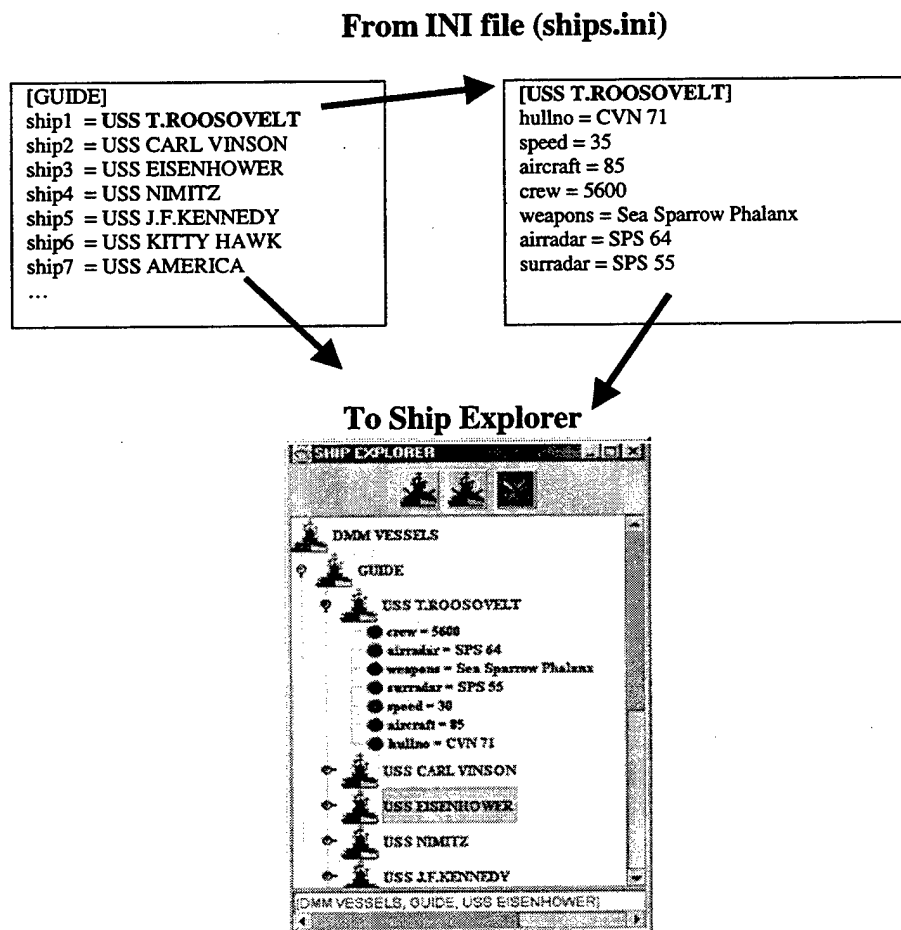 From INI file (ships.ini)
[GUIDE]
ship1 = USS T.ROOSOVELT
ship2 = USS CARL VINSON
ship3 = USS EISENHOWER
ship4 = USS NIMITZ
ship5 = USS J.F.KENNEDY
ship6 = USS KITTY HAWK
ship7 = USS AMERICA
...
[USS T.ROOSOVELT]
hullno = CVN 71
speed = 35
aircraft = 85
crew = 5600
weapons = Sea Sparrow Phalanx
airradar = SPS 64
surradar = SPS 55
To Ship Explorer
SHIP EXPLORER
DMM VESSELS
GUIDE
USS T.ROOSOVELT
crew = 5600
airradar = SPS 64
weapons = Sea Sparrow Phalanx
surradar = SPS 55
speed = 30
aircraft = 85
hullno = CVN 71
USS CARL VINSON
USS EISENHOWER
USS NIMITZ
USS J.F.KENNEDY
[DMM VESSELS, GUIDE, USS EISENHOWER]